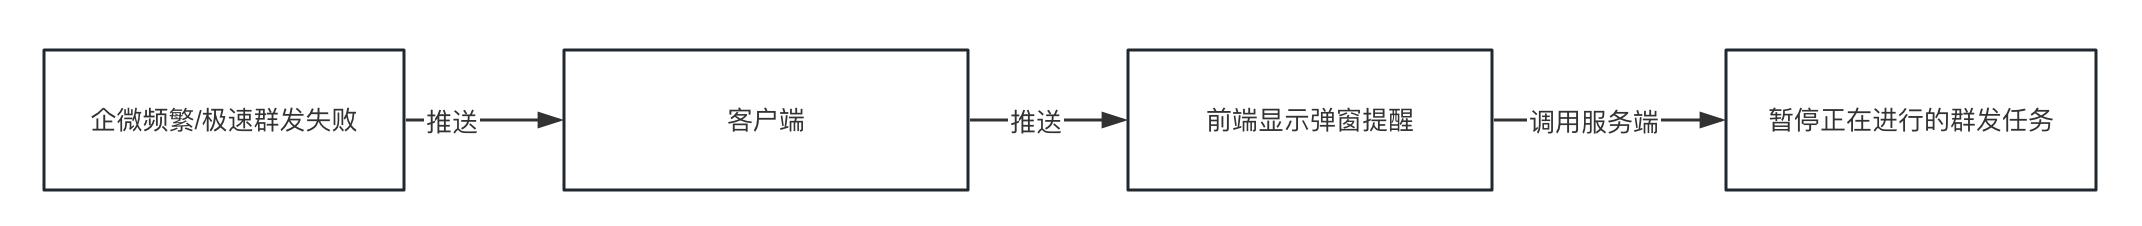 企微频繁/极速群发失败
推送
客户端
推送
前端显示弹窗提醒
调用服务端
暂停正在进行的群发任务